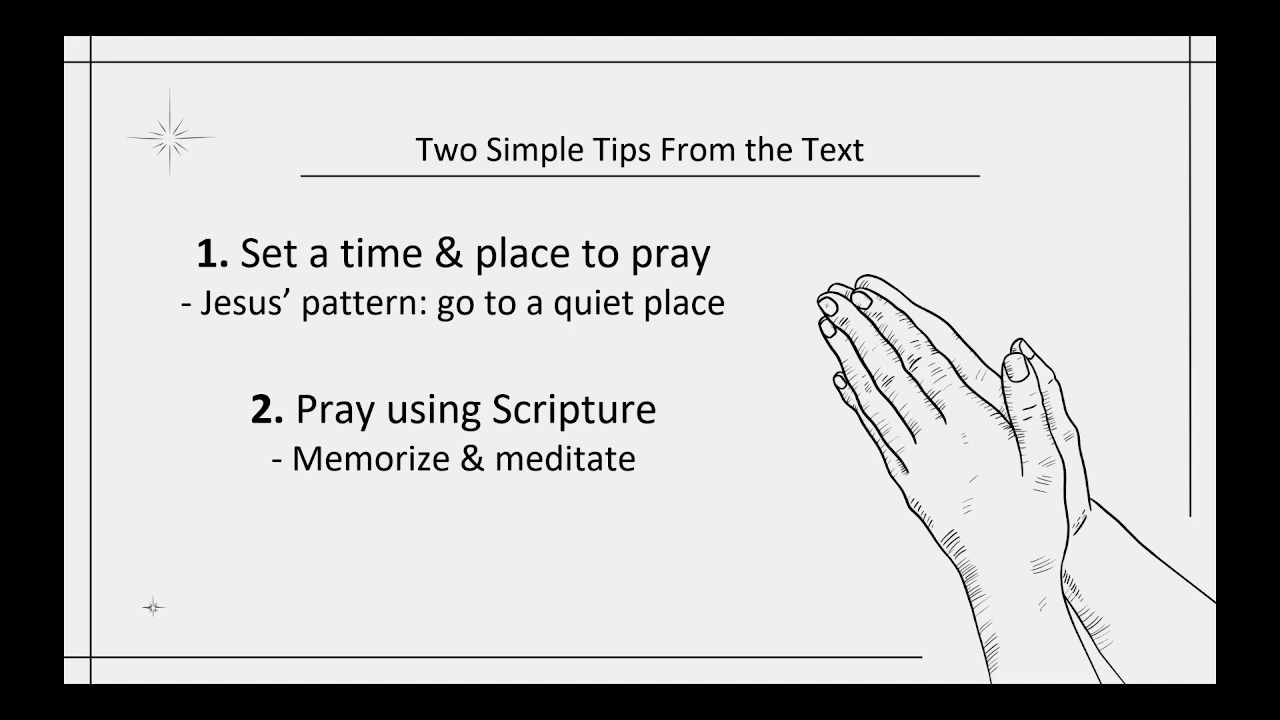 Two Simple Tips From the Text
1. Set a time & place to pray
- Jesus’ pattern: go to a quiet place
2. Pray using Scripture
- Memorize & meditate